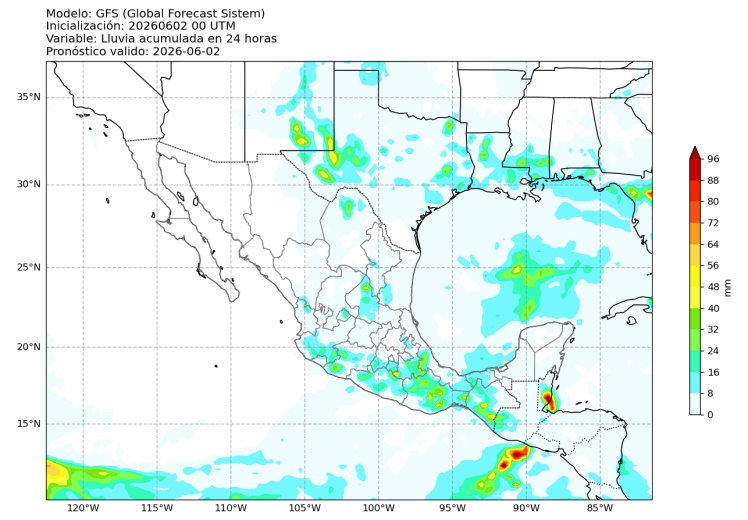 Modelo: GFS (Global Forecast Sistem)
Inicialización: 20260602 00 UTM
Variable: Lluvia acumulada en 24 horas
Pronóstico valido: 2026-06-02
35°N
30°N
25°N
20°N
15°N
120°W
115°W
110°W
105°W
100°W
95°W
90°W
85°W
96
88
80
72
64
56
48
40
32
24
16
8
0
mm